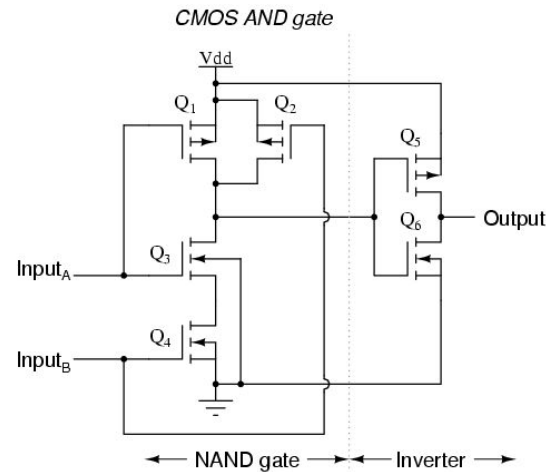 CMOS AND gate
Vdd
Q1
Q2
Q5
Q3
Q6
Output
InputA
Q4
InputB
NAND gate
Inverter